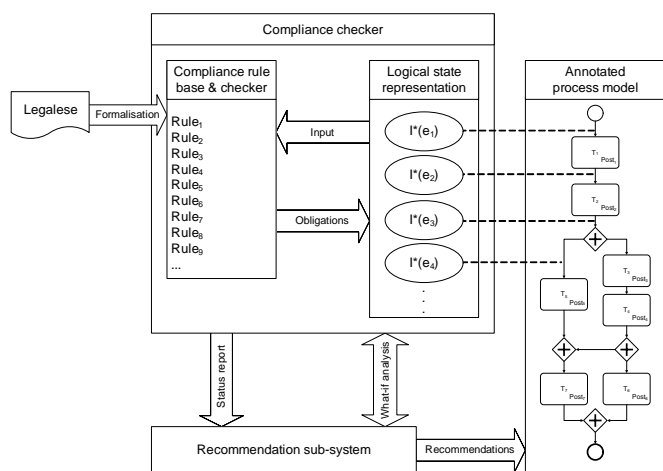 Compliance checker
Compliance rule
base & checker
Logical state
representation
Annotated
process model
Legalese
Formalisation
Rule1
Rule2
Rule3
Rule4
Rule5
Rule6
Rule7
Rule8
Rule9
...
Input
Obligations
I*(e1)
I*(e2)
I*(e3)
I*(e4)
.
.
.
T1
Post1
T2
Post2
T3
Post3
T4
Post4
T5
Post5
T7
Post7
T6
Post6
Status report
What-if analysis
Recommendation sub-system
Recommendations